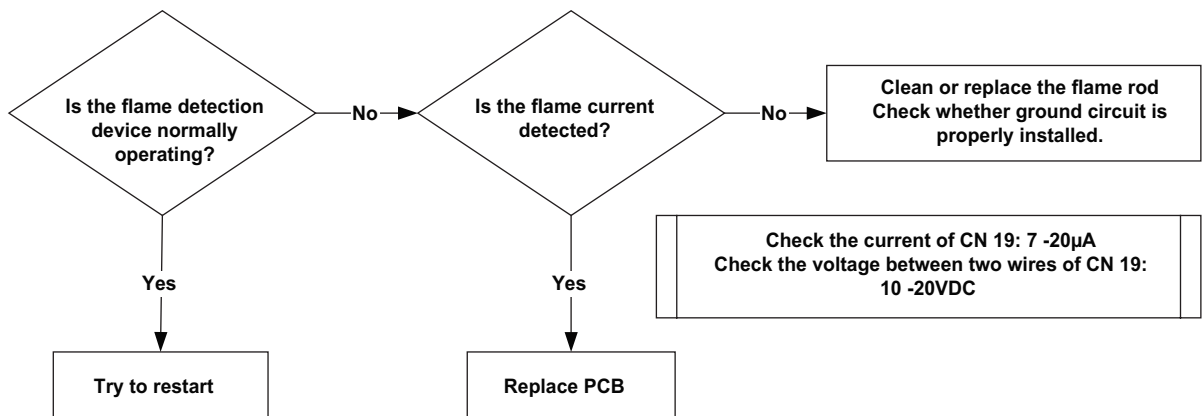 Is the flame detection
device normally
operating?
No
Is the flame current
detected?
No
Clean or replace the flame rod
Check whether ground circuit is
properly installed.
Check the current of CN 19: 7 -20µA
Check the voltage between two wires of CN 19:
10 -20VDC
Yes
Yes
Try to restart
Replace PCB